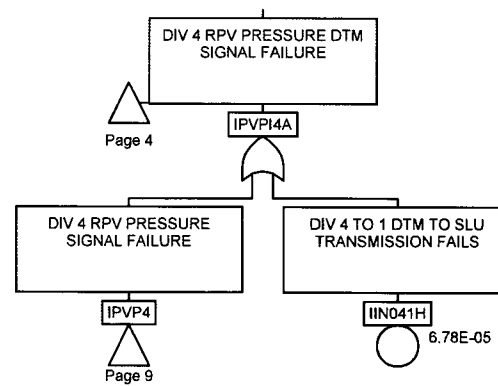 DIV 4 RPV PRESSURE DTM
SIGNAL FAILURE
Page 4
IPVPI4A
DIV 4 RPV PRESSURE
SIGNAL FAILURE
DIV 4 TO 1 DTM TO SLU
TRANSMISSION FAILS
IPVP4
IIN041H
6.78E-05
Page 9